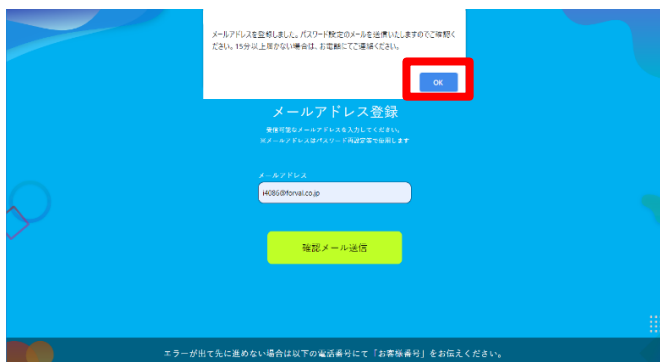 メールアドレスを登録しました。パスワード設定のメールを送信いたしますのでご確認く
ださい。15分以上届かない場合は、お電話にてご連絡ください。
OK
メールアドレス登録
受信可能なメールアドレスを入力してください。
※メールアドレスはパスワード再設定等で使用します
メールアドレス
i4086@forval.co.jp
確認メール送信
エラーが出て先に進めない場合は以下の電話番号にて「お客様番号」をお伝えください。